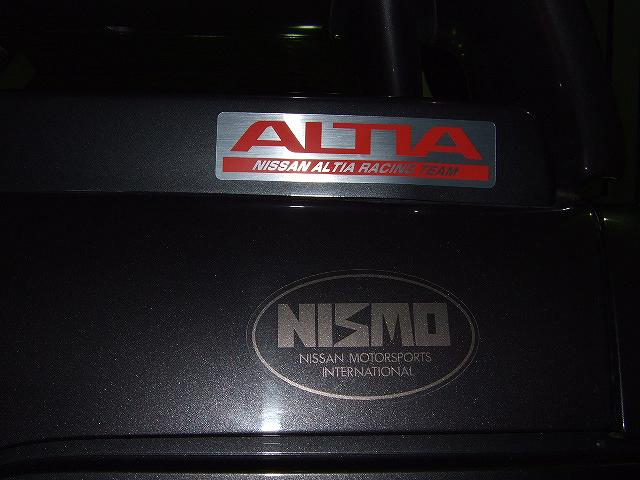 ALTIA
NISSAN ALTIA RACING TEAM
NISMO
NISSAN MOTORSPORTS
INTERNATIONAL